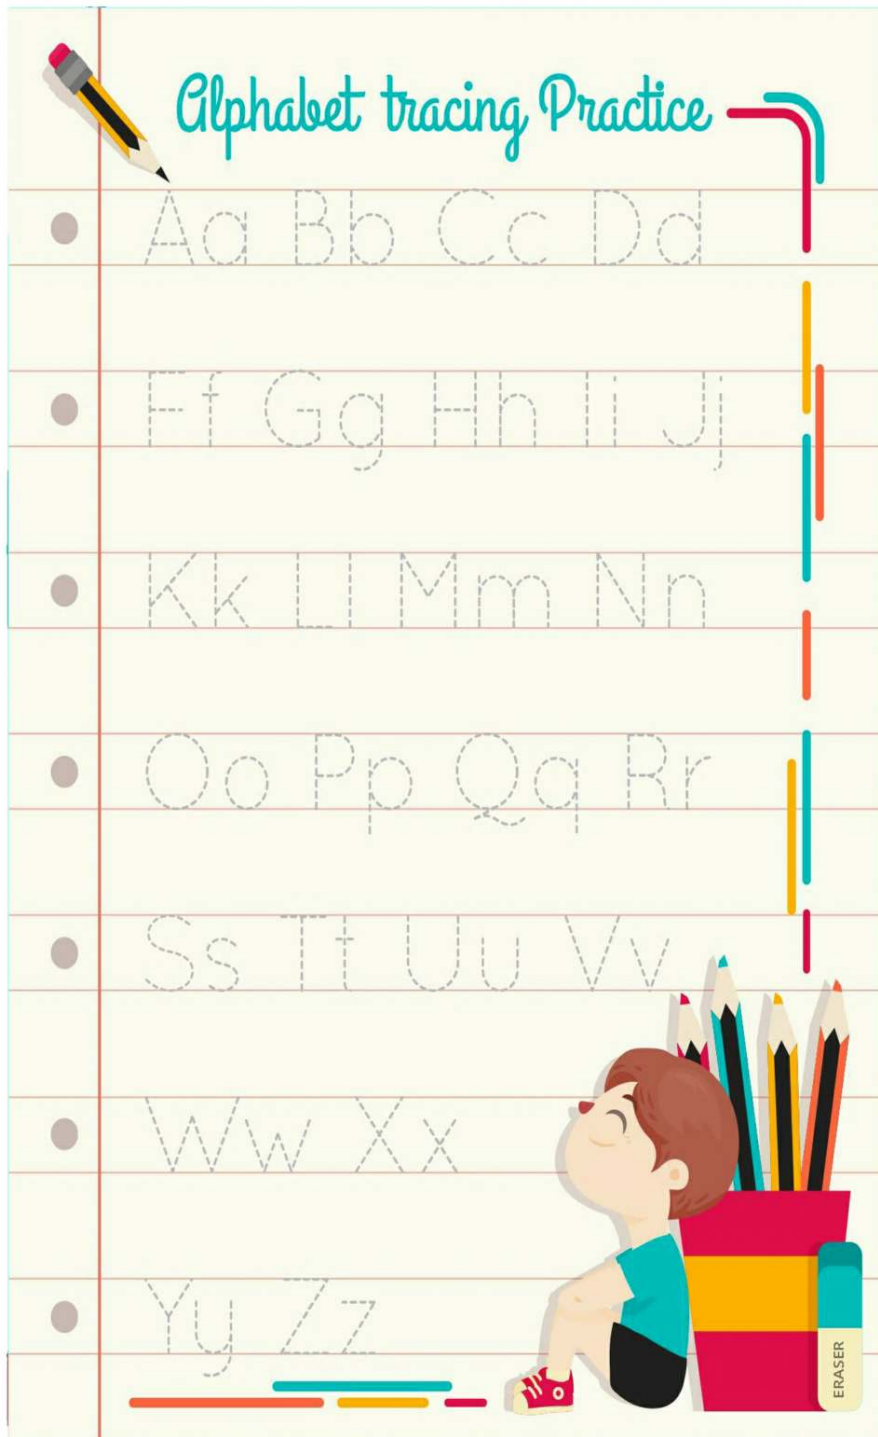 Alphabet tracing Practice
Aa Bb Cc Dd
Ff Gg Hh Ii Jj
Kk Ll Mm Nn
Oo Pp Qq Rr
Ss Tt Uu Vv
Ww Xx
Yy Zz
ERASER